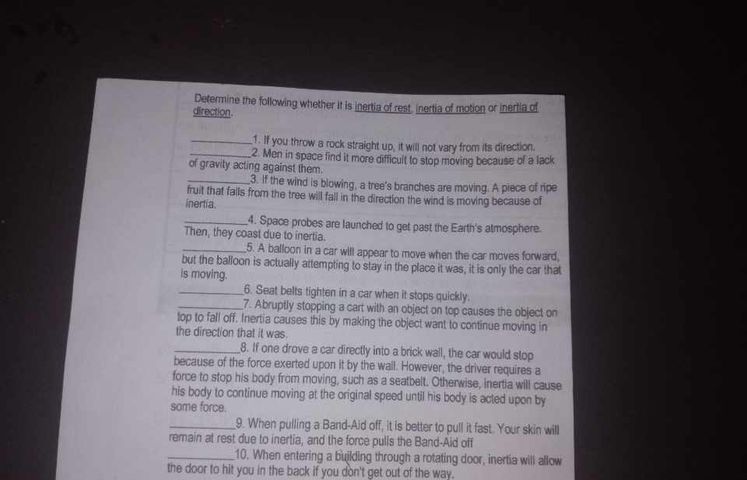 Determine the following whether it is inertia of rest, inertia of motion or inertia of
direction.
__________1. If you throw a rock straight up, it will not vary from its direction.
__________2. Men in space find it more difficult to stop moving because of a lack
of gravity acting against them.
__________3. If the wind is blowing, a tree's branches are moving. A piece of ripe
fruit that falls from the tree will fall in the direction the wind is moving because of
inertia.
__________4. Space probes are launched to get past the Earth's atmosphere.
Then, they coast due to inertia.
__________5. A balloon in a car will appear to move when the car moves forward,
but the balloon is actually attempting to stay in the place it was, it is only the car that
is moving.
__________6. Seat belts tighten in a car when it stops quickly.
__________7. Abruptly stopping a cart with an object on top causes the object on
top to fall off. Inertia causes this by making the object want to continue moving in
the direction that it was.
__________8. If one drove a car directly into a brick wall, the car would stop
because of the force exerted upon it by the wall. However, the driver requires a
force to stop his body from moving, such as a seatbelt. Otherwise, inertia will cause
his body to continue moving at the original speed until his body is acted upon by
some force.
__________9. When pulling a Band-Aid off, it is better to pull it fast. Your skin will
remain at rest due to inertia, and the force pulls the Band-Aid off
__________10. When entering a building through a rotating door, inertia will allow
the door to hit you in the back if you don't get out of the way.